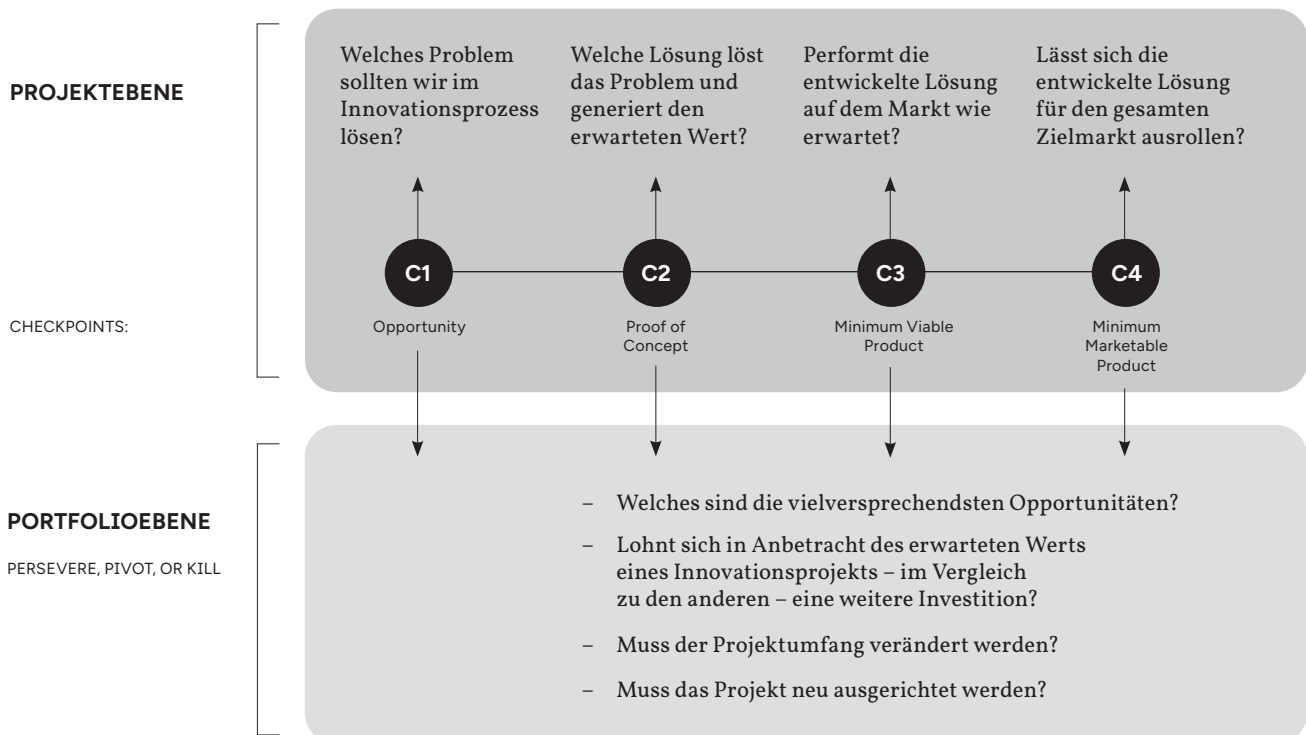 PROJEKTEBENE
Welches Problem
sollten wir im
Innovationsprozess
lösen?
Welche Lösung löst
das Problem und
generiert den
erwarteten Wert?
Performt die
entwickelte Lösung
auf dem Markt wie
erwartet?
Lässt sich die
entwickelte Lösung
für den gesamten
Zielmarkt ausrollen?
C1
C2
C3
C4
CHECKPOINTS:
Opportunity
Proof of
Concept
Minimum Viable
Product
Minimum
Marketable
Product
PORTFOLIOEBENE
PERSEVERE, PIVOT, OR KILL
– Welches sind die vielversprechendsten Opportunitäten?
– Lohnt sich in Anbetracht des erwarteten Werts
eines Innovationsprojekts – im Vergleich
zu den anderen – eine weitere Investition?
– Muss der Projektumfang verändert werden?
– Muss das Projekt neu ausgerichtet werden?